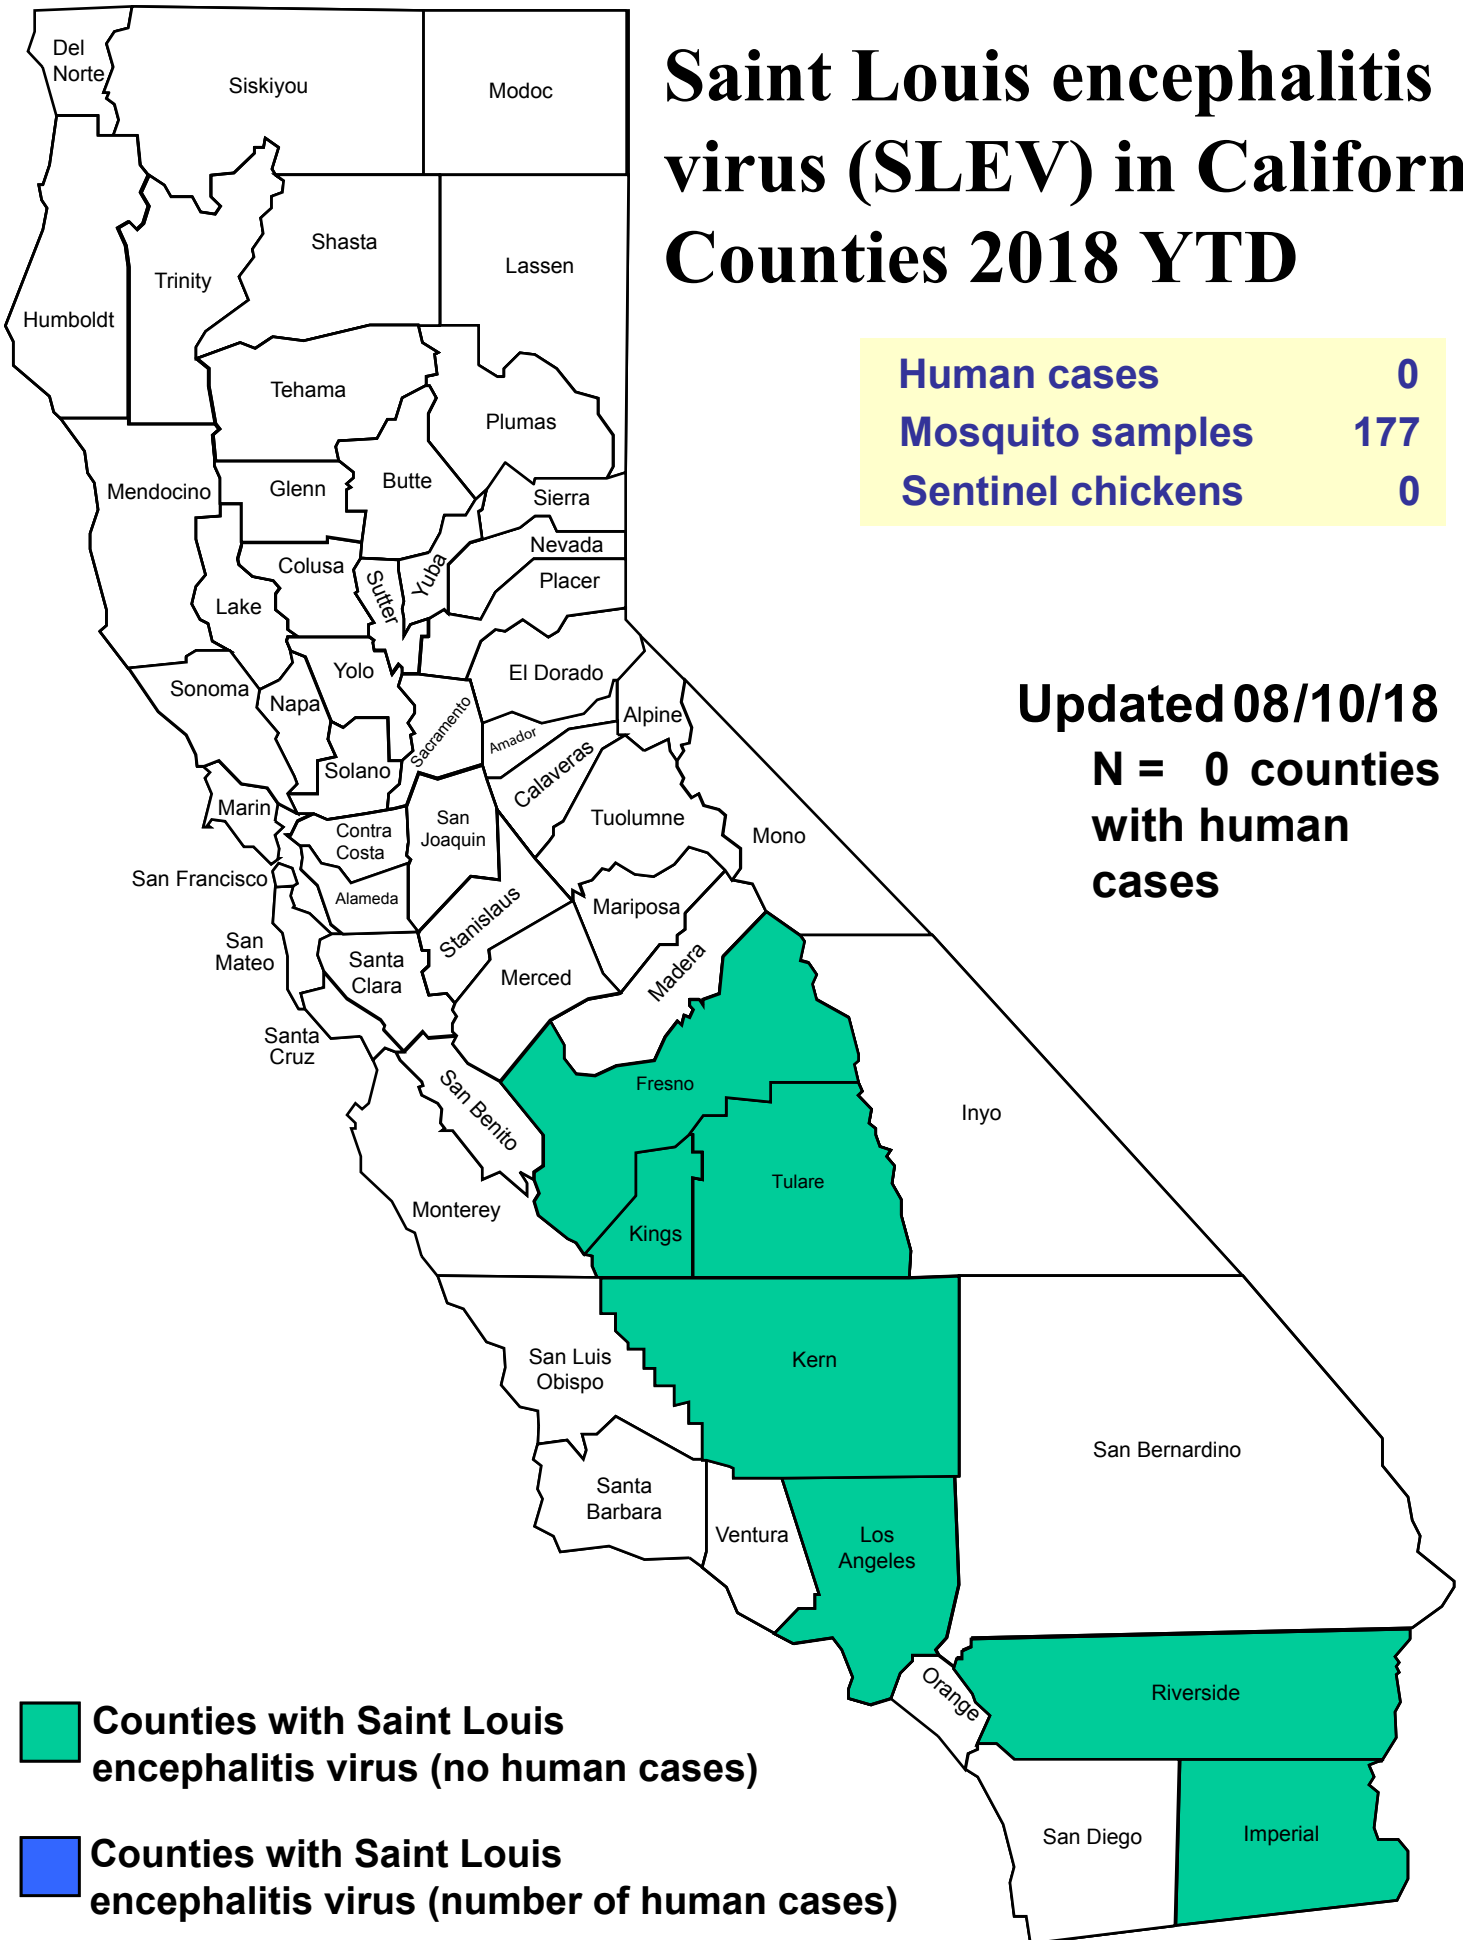 Saint Louis encephalitis
virus (SLEV) in Californ
Counties 2018 YTD
Human cases 0
Mosquito samples 177
Sentinel chickens 0
Updated 08/10/18
N = 0 counties
with human
cases
Del
Norte
Siskiyou
Modoc
Shasta
Lassen
Trinity
Humboldt
Tehama
Plumas
Mendocino
Glenn
Butte
Sierra
Nevada
Colusa
Sutter
Yuba
Placer
Lake
Yolo
El Dorado
Sonoma
Napa
Sacramento
Amador
Alpine
Solano
Calaveras
Marin
Contra
Costa
San
Joaquin
Tuolumne
Mono
San Francisco
Alameda
Stanislaus
Mariposa
San
Mateo
Santa
Clara
Merced
Madera
Santa
Cruz
San Benito
Fresno
Inyo
Tulare
Monterey
Kings
San Luis
Obispo
Kern
San Bernardino
Santa
Barbara
Ventura
Los
Angeles
Orange
Riverside
San Diego
Imperial
Counties with Saint Louis
encephalitis virus (no human cases)
Counties with Saint Louis
encephalitis virus (number of human cases)